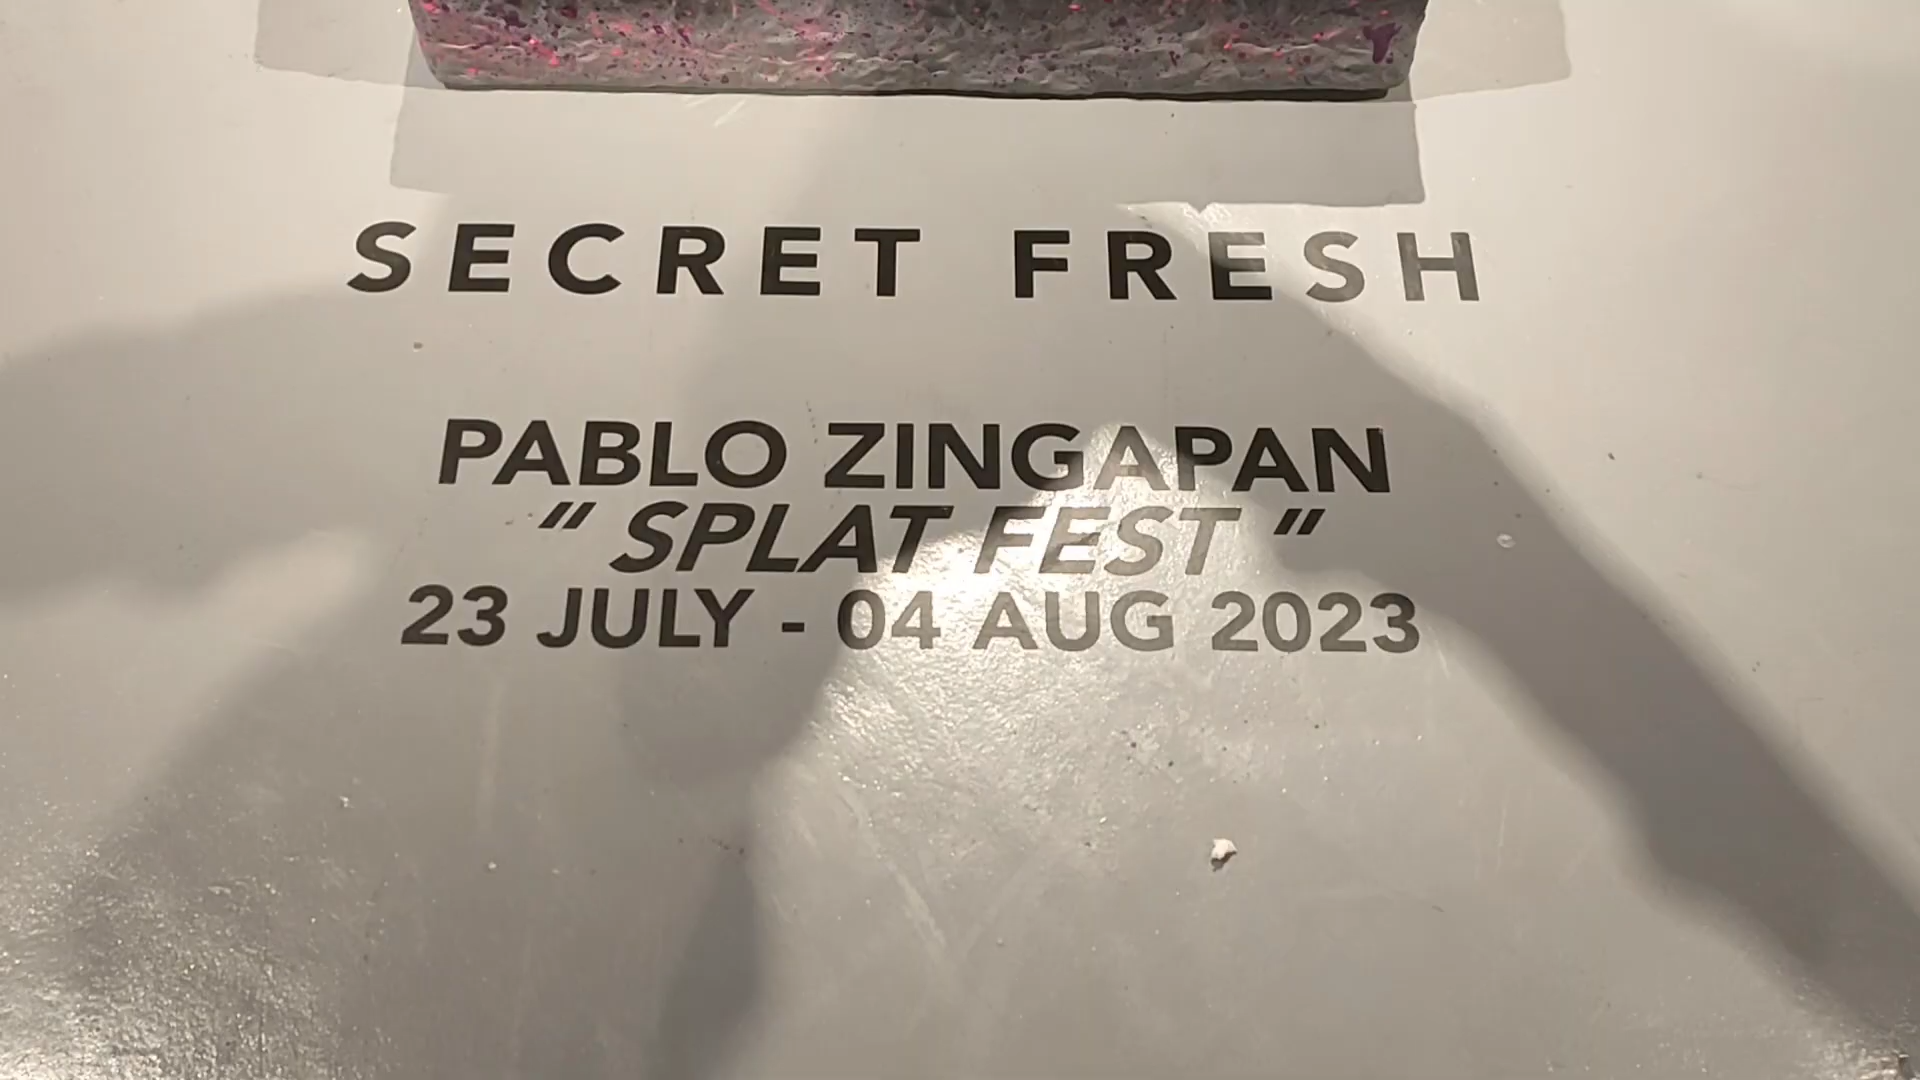 SECRET FRESH
PABLO ZINGAPAN
" SPLAT FEST "
23 JULY - 04 AUG 2023